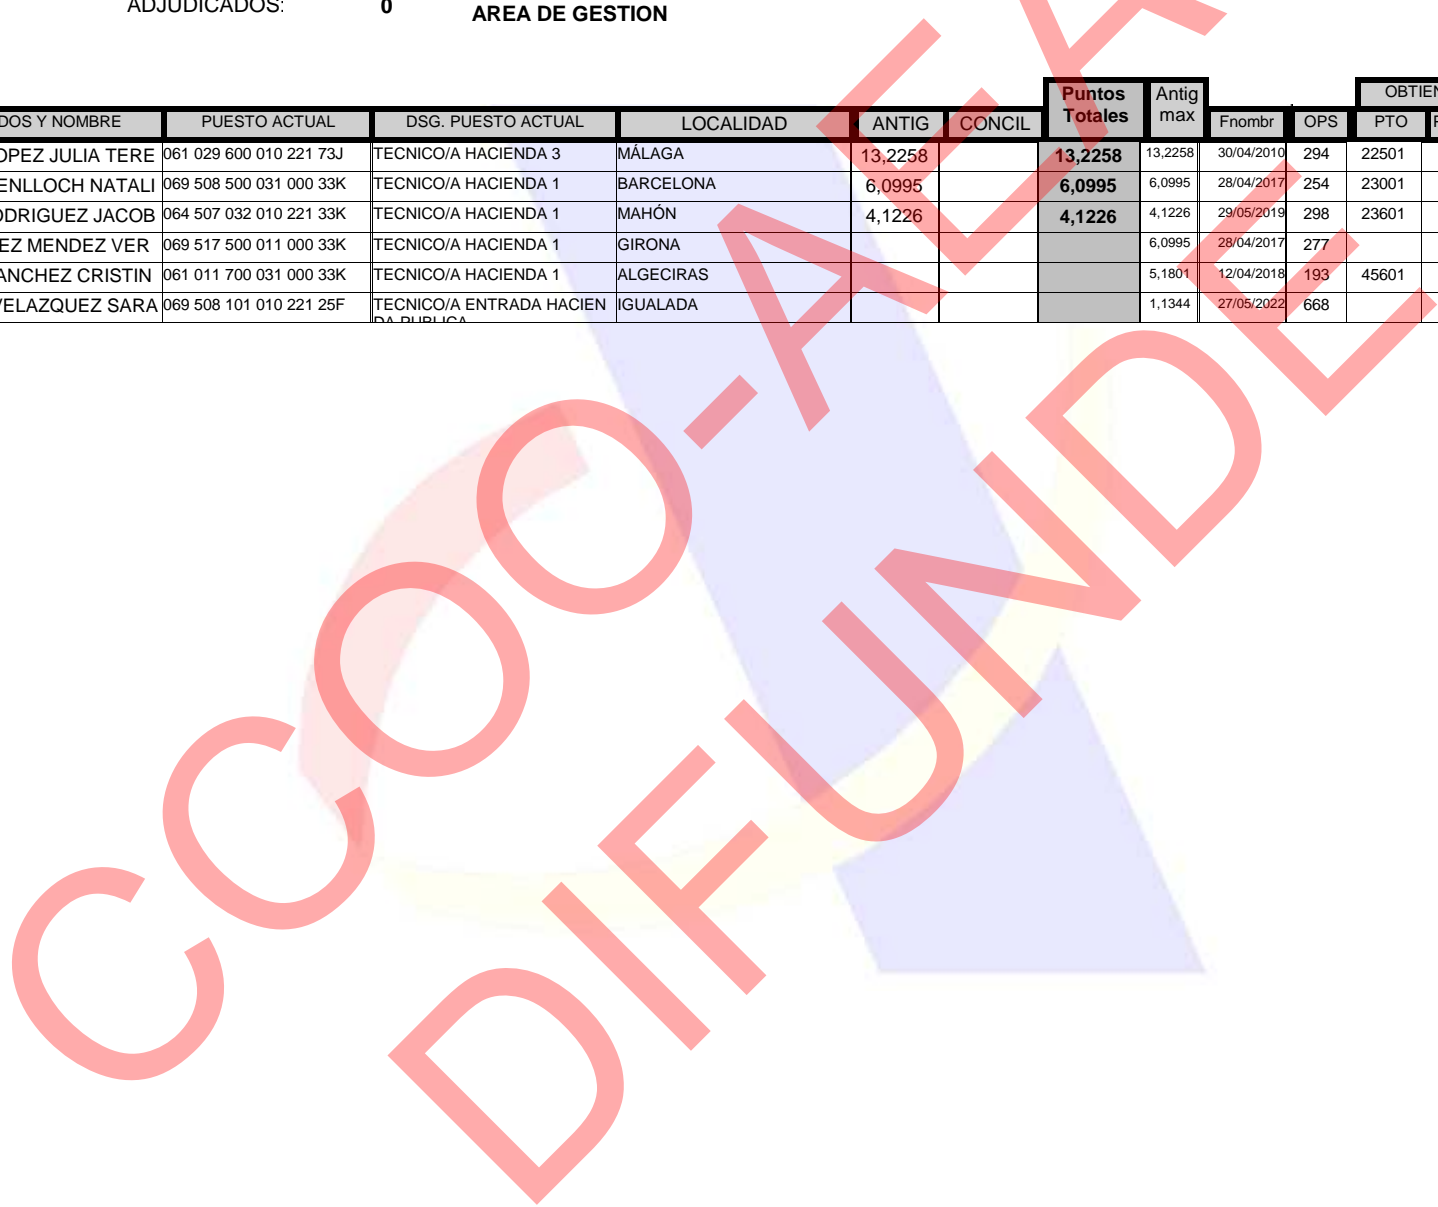 ADJUDICADOS: 0 AREA DE GESTION
Puntos Totales Antig max OBTIEN
DOS Y NOMBRE PUESTO ACTUAL DSG. PUESTO ACTUAL LOCALIDAD ANTIG CONCIL Fnombr OPS PTO
OPEZ JULIA TERE 061 029 600 010 221 73J TECNICO/A HACIENDA 3 MÁLAGA 13,2258 13,2258 13,2258 30/04/2010 294 22501
ENLLOCH NATALI 069 508 500 031 000 33K TECNICO/A HACIENDA 1 BARCELONA 6,0995 6,0995 6,0995 28/04/2017 254 23001
ODRIGUEZ JACOB 064 507 032 010 221 33K TECNICO/A HACIENDA 1 MAHÓN 4,1226 4,1226 4,1226 29/05/2019 298 23601
EZ MENDEZ VER 069 517 500 011 000 33K TECNICO/A HACIENDA 1 GIRONA 6,0995 28/04/2017 277
ANCHEZ CRISTIN 061 011 700 031 000 33K TECNICO/A HACIENDA 1 ALGECIRAS 5,1801 12/04/2018 193 45601
VELAZQUEZ SARA 069 508 101 010 221 25F TECNICO/A ENTRADA HACIEN IGUALADA 1,1344 27/05/2022 668
DA PUBLICA
CCOO-AEA
DIFUNDE